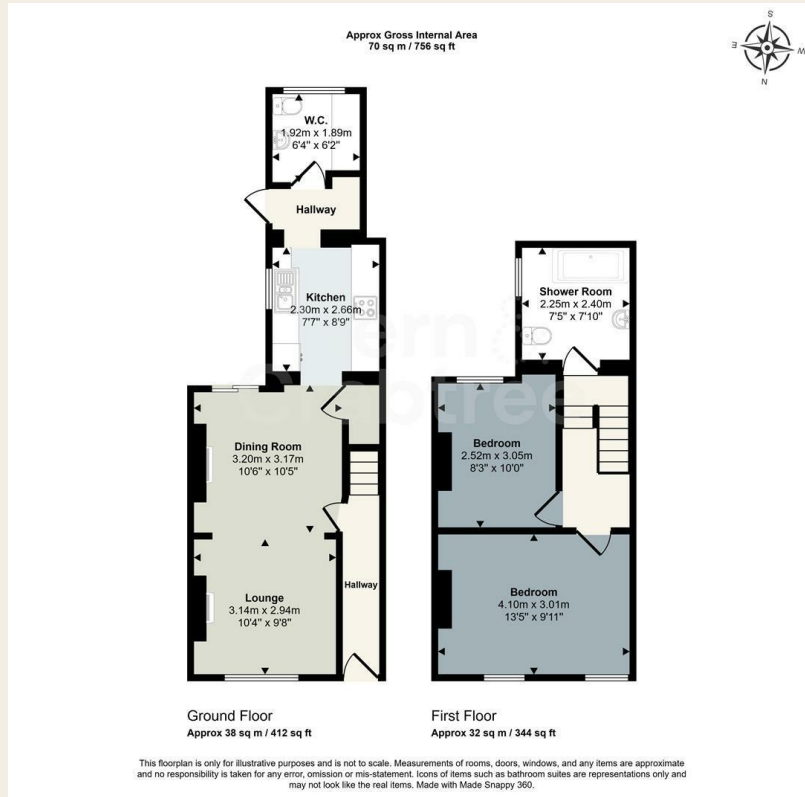 Approx Gross Internal Area
70 sq m / 756 sq ft
S
E
W
N
W.C.
1.92m x 1.89m
6'4" x 6'2"
Hallway
Kitchen
2.30m x 2.66m
7'7" x 8'9"
Dining Room
3.20m x 3.17m
10'6" x 10'5"
Lounge
3.14m x 2.94m
10'4" x 9'8"
Hallway
Shower Room
2.25m x 2.40m
7'5" x 7'10"
Bedroom
2.52m x 3.05m
8'3" x 10'0"
Bedroom
4.10m x 3.01m
13'5" x 9'11"
ern
Crabtree
Ground Floor
Approx 38 sq m / 412 sq ft
First Floor
Approx 32 sq m / 344 sq ft
This floorplan is only for illustrative purposes and is not to scale. Measurements of rooms, doors, windows, and any items are approximate
and no responsibility is taken for any error, omission or mis-statement. Icons of items such as bathroom suites are representations only and
may not look like the real items. Made with Made Snappy 360.